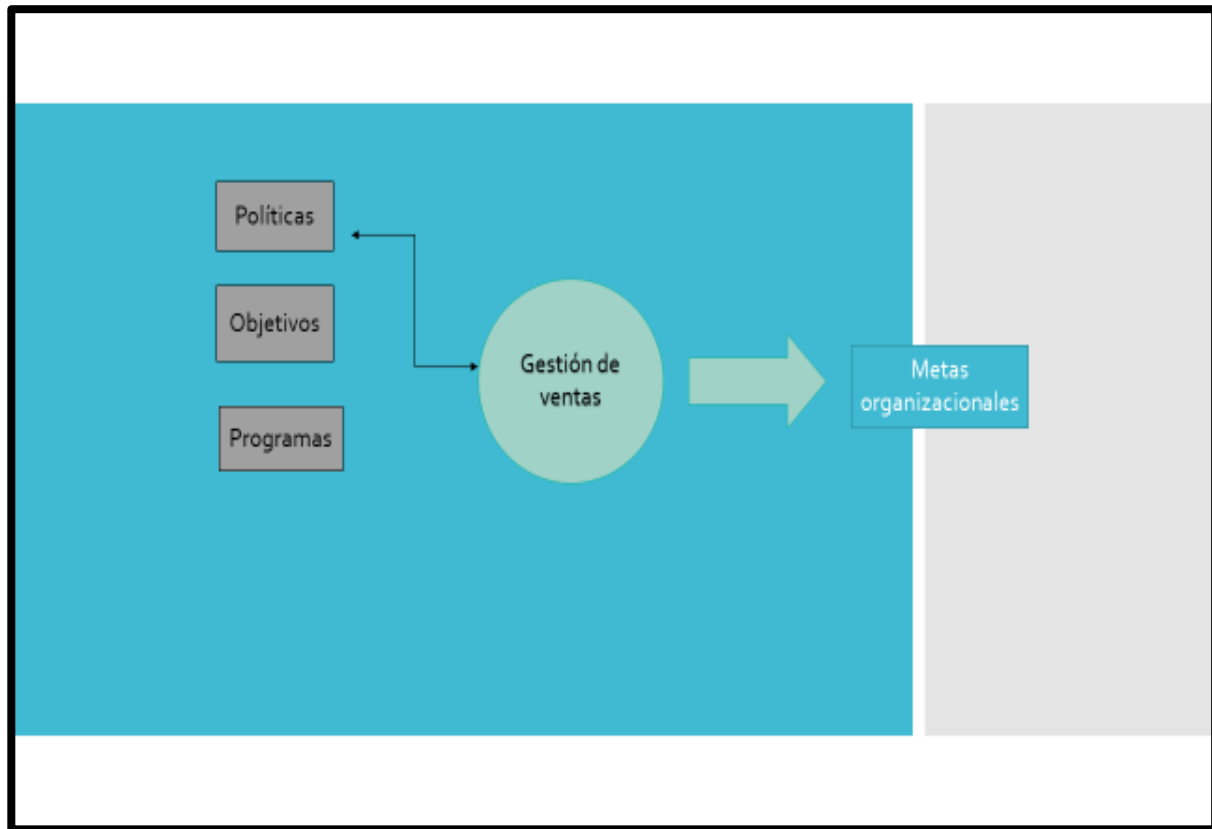 Políticas
Objetivos
Programas
Gestión de
ventas
Metas
organizacionales